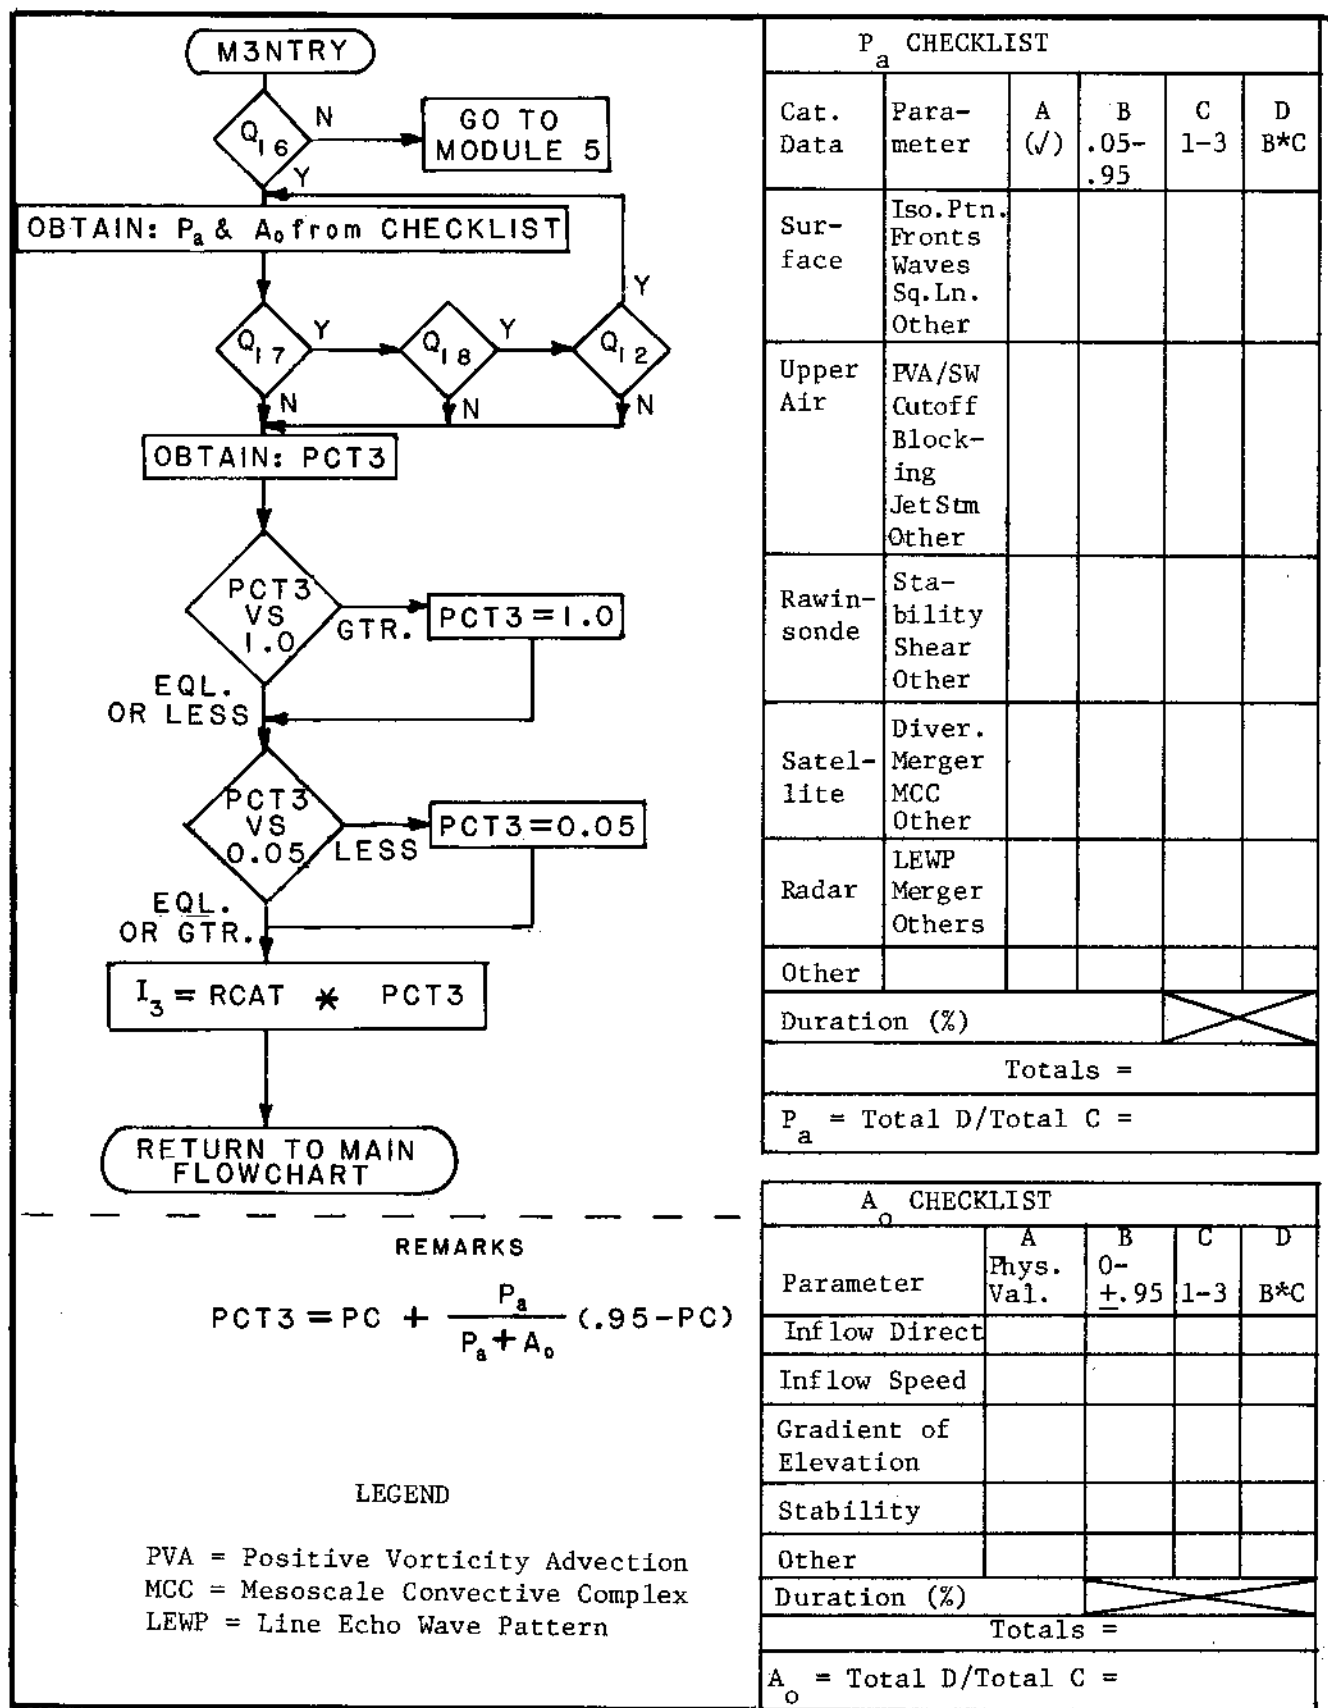 M3NTRY
Q16
N
GO TO
MODULE 5
Y
OBTAIN: Pa & Ao from CHECKLIST
Y
Q17
Y
Q18
Y
Q12
N
N
N
OBTAIN: PCT3
PCT3
VS
1.0
GTR.
PCT3=1.0
EQL.
OR LESS
PCT3
VS
0.05
LESS
PCT3=0.05
EQL.
OR GTR.
I3 = RCAT * PCT3
RETURN TO MAIN
FLOWCHART
REMARKS
PCT3 = PC + Pa / Pa + Ao (.95-PC)
LEGEND
PVA = Positive Vorticity Advection
MCC = Mesoscale Convective Complex
LEWP = Line Echo Wave Pattern
Pa CHECKLIST
Cat. Para- A B C D
Data meter (√) .05- 1-3 B*C
.95
Sur-
face
Iso.Ptn.
Fronts
Waves
Sq.Ln.
Other
Upper
Air
PVA/SW
Cutoff
Block-
ing
JetStm
Other
Rawin-
sonde
Sta-
bility
Shear
Other
Satel-
lite
Diver.
Merger
MCC
Other
Radar
LEWP
Merger
Others
Other
Duration (%)
Totals =
Pa = Total D/Total C =
Ao CHECKLIST
Parameter
A
Phys.
Val.
B
0-
±.95
C
1-3
D
B*C
Inflow Direct
Inflow Speed
Gradient of
Elevation
Stability
Other
Duration (%)
Totals =
Ao = Total D/Total C =